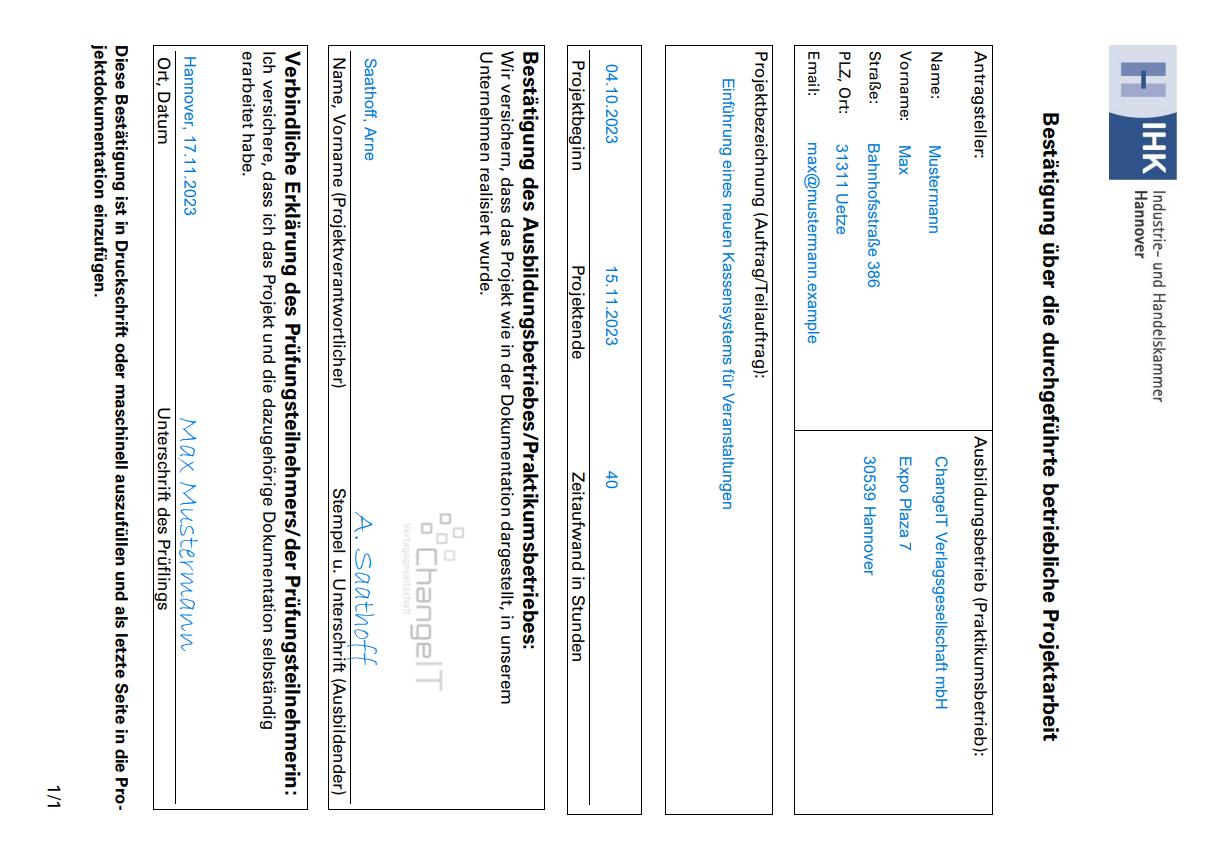 IHK
Industrie- und Handelskammer
Hannover
Bestätigung über die durchgeführte betriebliche Projektarbeit
Antragsteller:
Name: Mustermann
Vorname: Max
Straße: Bahnhofsstraße 386
PLZ, Ort: 31311 Uetze
Email: max@mustermann.example
Ausbildungsbetrieb (Praktikumsbetrieb):
ChangeIT Verlagsgesellschaft mbH
Expo Plaza 7
30539 Hannover
Projektbezeichnung (Auftrag/Teilauftrag):
Einführung eines neuen Kassensystems für Veranstaltungen
04.10.2023 15.11.2023 40
Projektbeginn Projektende Zeitaufwand in Stunden
Bestätigung des Ausbildungsbetriebes/Praktikumsbetriebes:
Wir versichern, dass das Projekt wie in der Dokumentation dargestellt, in unserem
Unternehmen realisiert wurde.
ChangeIT
Verlagsgesellschaft
Saathoff, Arne A. Saathoff
Name, Vorname (Projektverantwortlicher) Stempel u. Unterschrift (Ausbildender)
Verbindliche Erklärung des Prüfungsteilnehmers/der Prüfungsteilnehmerin:
Ich versichere, dass ich das Projekt und die dazugehörige Dokumentation selbständig
erarbeitet habe.
Hannover, 17.11.2023 Max Mustermann
Ort, Datum Unterschrift des Prüflings
Diese Bestätigung ist in Druckschrift oder maschinell auszufüllen und als letzte Seite in die Pro-
jektdokumentation einzufügen.
1/1